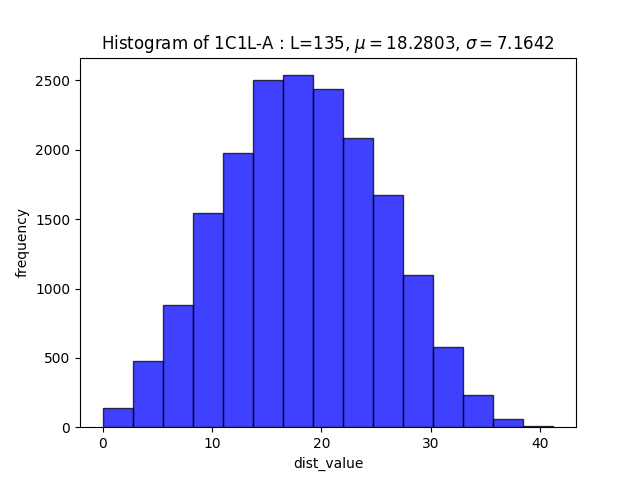 Histogram of 1C1L-A : L=135, μ = 18.2803, σ = 7.1642
2500
2000
1500
1000
500
0
frequency
0 10 20 30 40
dist_value